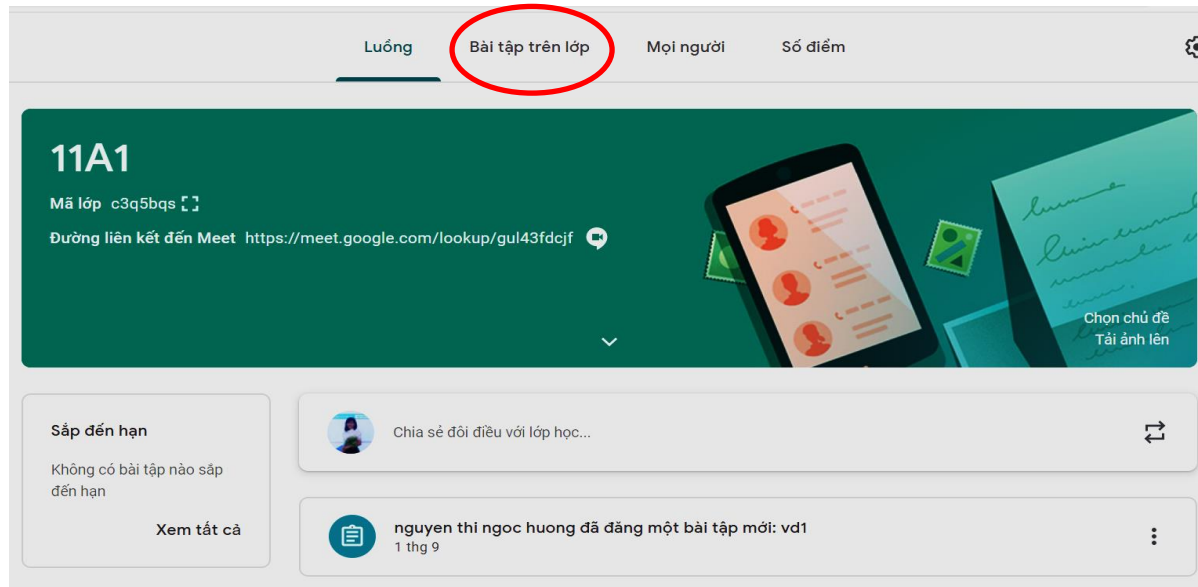 Luồng
Bài tập trên lớp
Mọi người
Số điểm
11A1
Mã lớp c3q5bqs
Đường liên kết đến Meet https://meet.google.com/lookup/gul43fdcjf
Chọn chủ đề
Tải ảnh lên
Sắp đến hạn
Không có bài tập nào sắp
đến hạn
Xem tất cả
Chia sẻ đôi điều với lớp học...
nguyen thi ngoc huong đã đăng một bài tập mới: vd1
1 thg 9